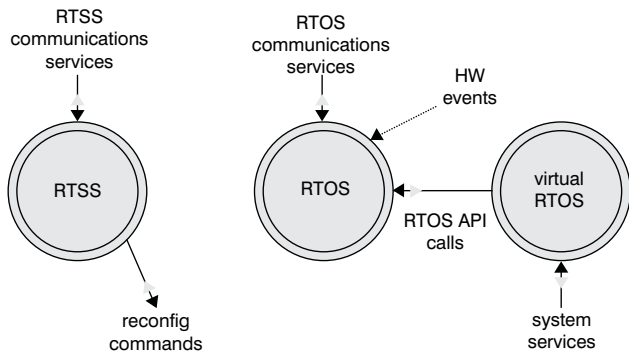 RTSS
communications
services
RTOS
communications
services
HW
events
RTSS
RTOS
virtual
RTOS
RTOS API
calls
reconfig
commands
system
services